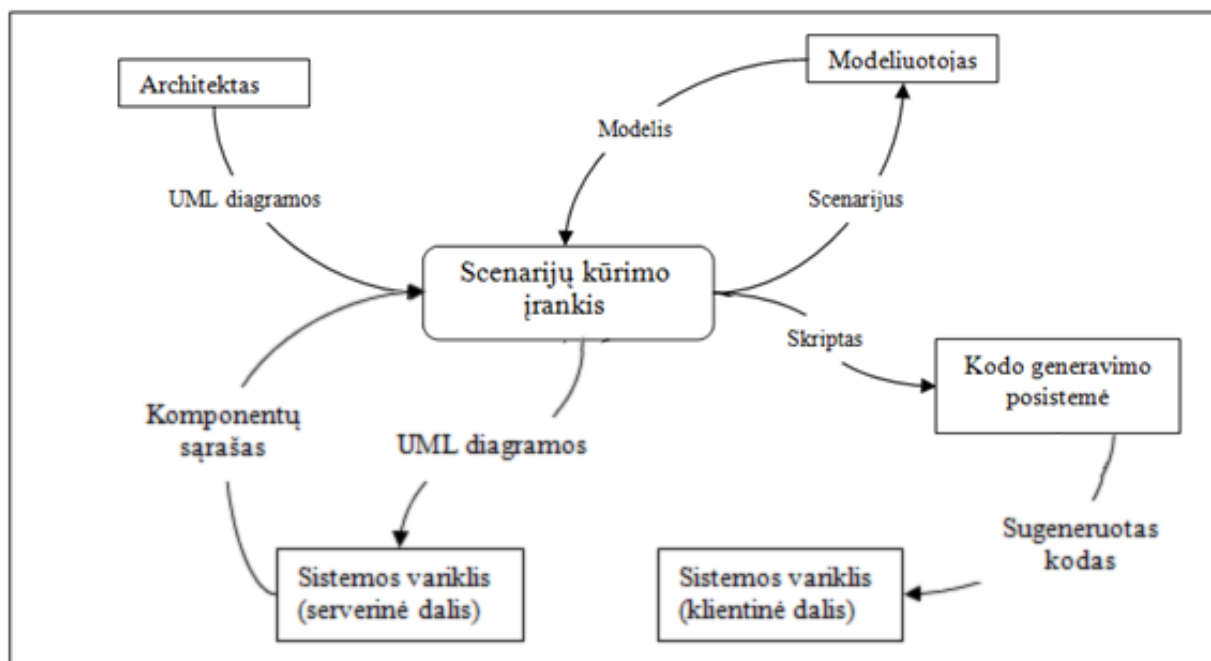 Architektas
Modeliuotojas
Modelis
UML diagramos
Scenarijus
Scenarijų kūrimo
įrankis
Skriptas
Kodo generavimo
posistemė
Komponentų
sąrašas
UML diagramos
Sugeneruotas
kodas
Sistemos variklis
(serverinė dalis)
Sistemos variklis
(klientinė dalis)